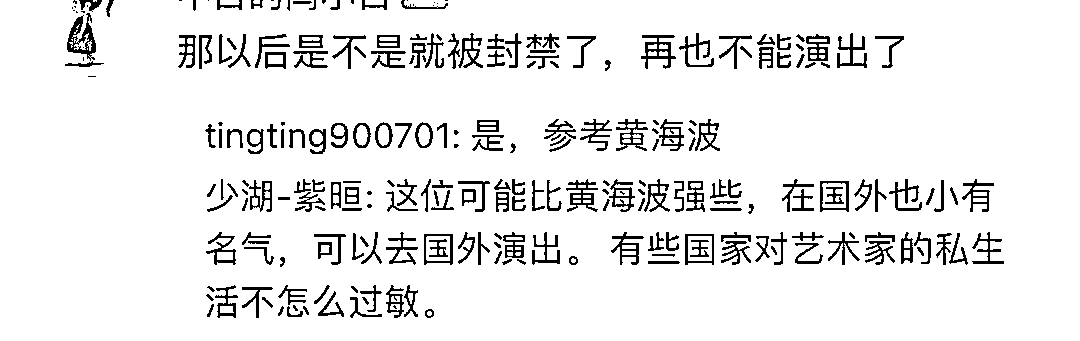 那以后是不是就被封禁了，再也不能演出了
tingting900701: 是，参考黄海波
少湖-紫晅: 这位可能比黄海波强些，在国外也小有
名气，可以去国外演出。 有些国家对艺术家的私生
活不怎么过敏。